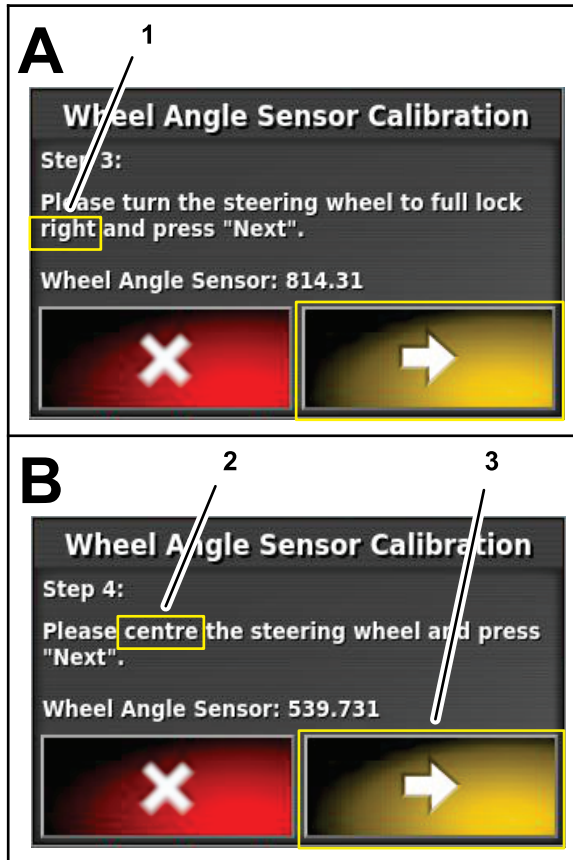 A
1
Wheel Angle Sensor Calibration
Step 3:
Please turn the steering wheel to full lock
right and press "Next".
Wheel Angle Sensor: 814.31
B
2
3
Wheel Angle Sensor Calibration
Step 4:
Please centre the steering wheel and press
"Next".
Wheel Angle Sensor: 539.731